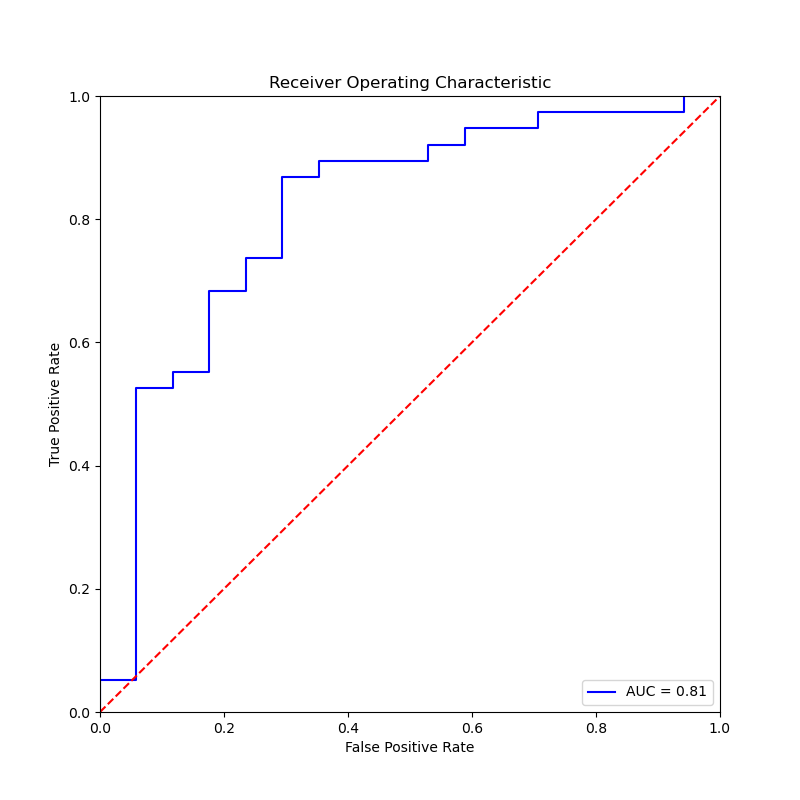 Receiver Operating Characteristic
1.0
0.8
0.6
0.4
0.2
0.0
True Positive Rate
AUC = 0.81
0.0 0.2 0.4 0.6 0.8 1.0
False Positive Rate